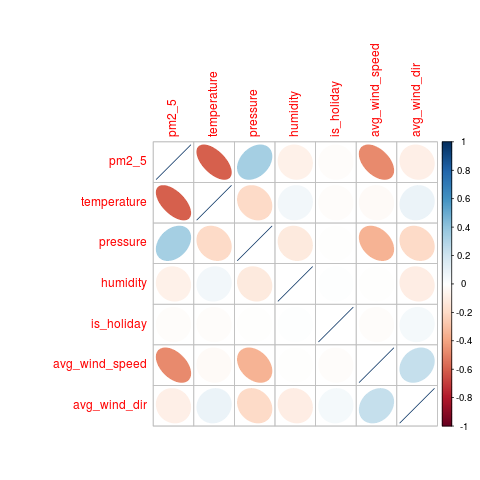 pm2_5
temperature
pressure
humidity
is_holiday
avg_wind_speed
avg_wind_dir
pm2_5
temperature
pressure
humidity
is_holiday
avg_wind_speed
avg_wind_dir
1
0.8
0.6
0.4
0.2
0
-0.2
-0.4
-0.6
-0.8
-1